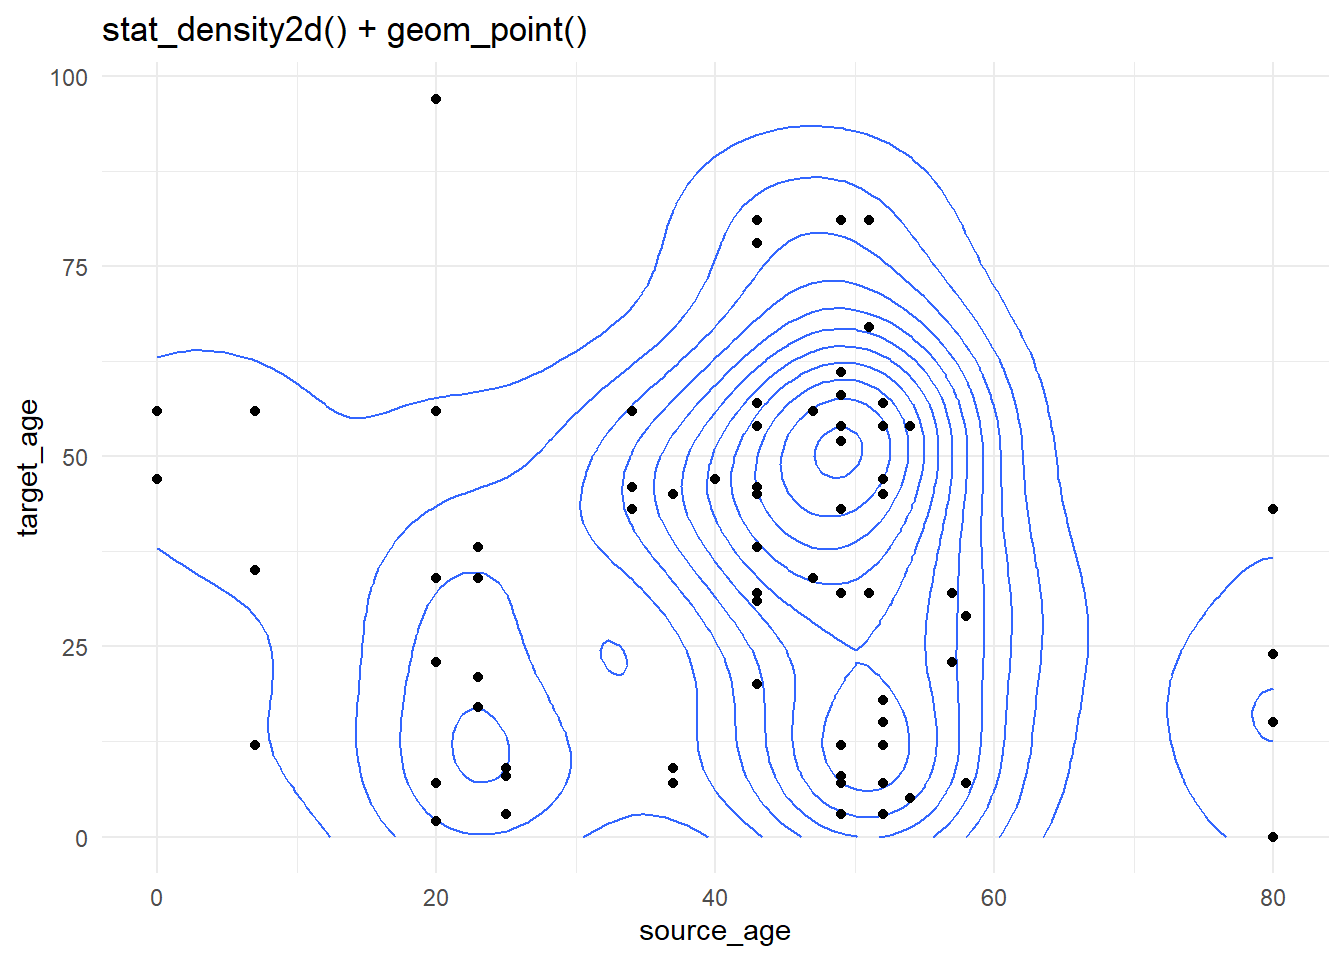 stat_density2d() + geom_point()
100
75
50
25
0
target_age
0 20 40 60 80
source_age